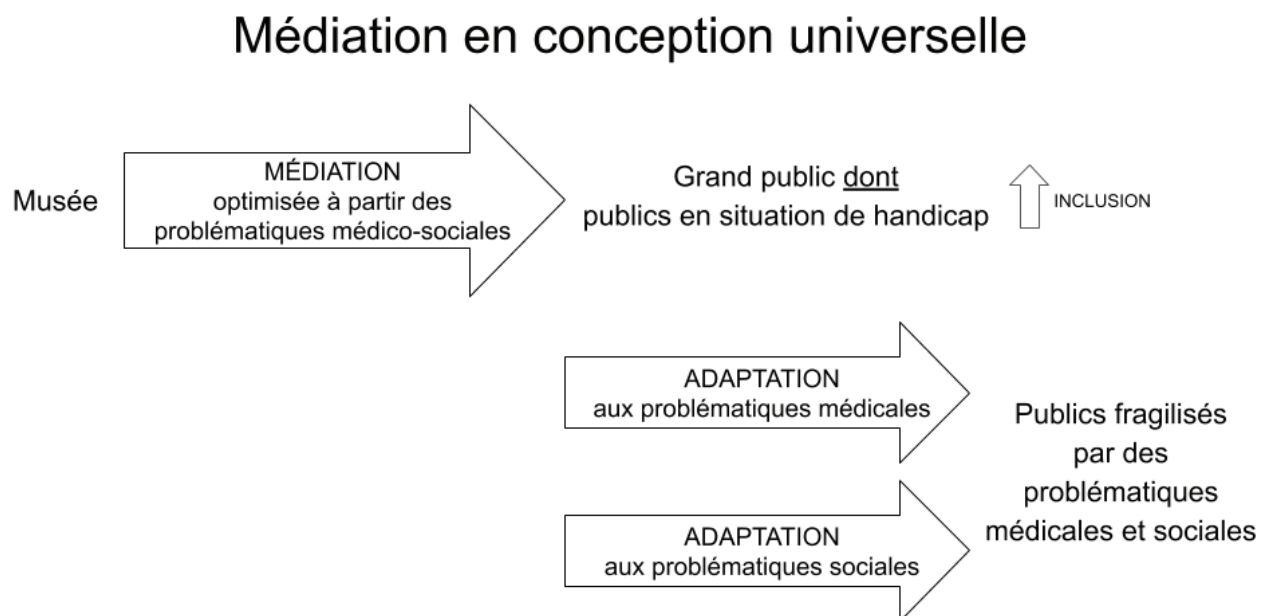 Médiation en conception universelle
Musée
MÉDIATION
optimisée à partir des
problématiques médico-sociales
Grand public dont
publics en situation de handicap
INCLUSION
ADAPTATION
aux problématiques médicales
ADAPTATION
aux problématiques sociales
Publics fragilisés
par des
problématiques
médicales et sociales